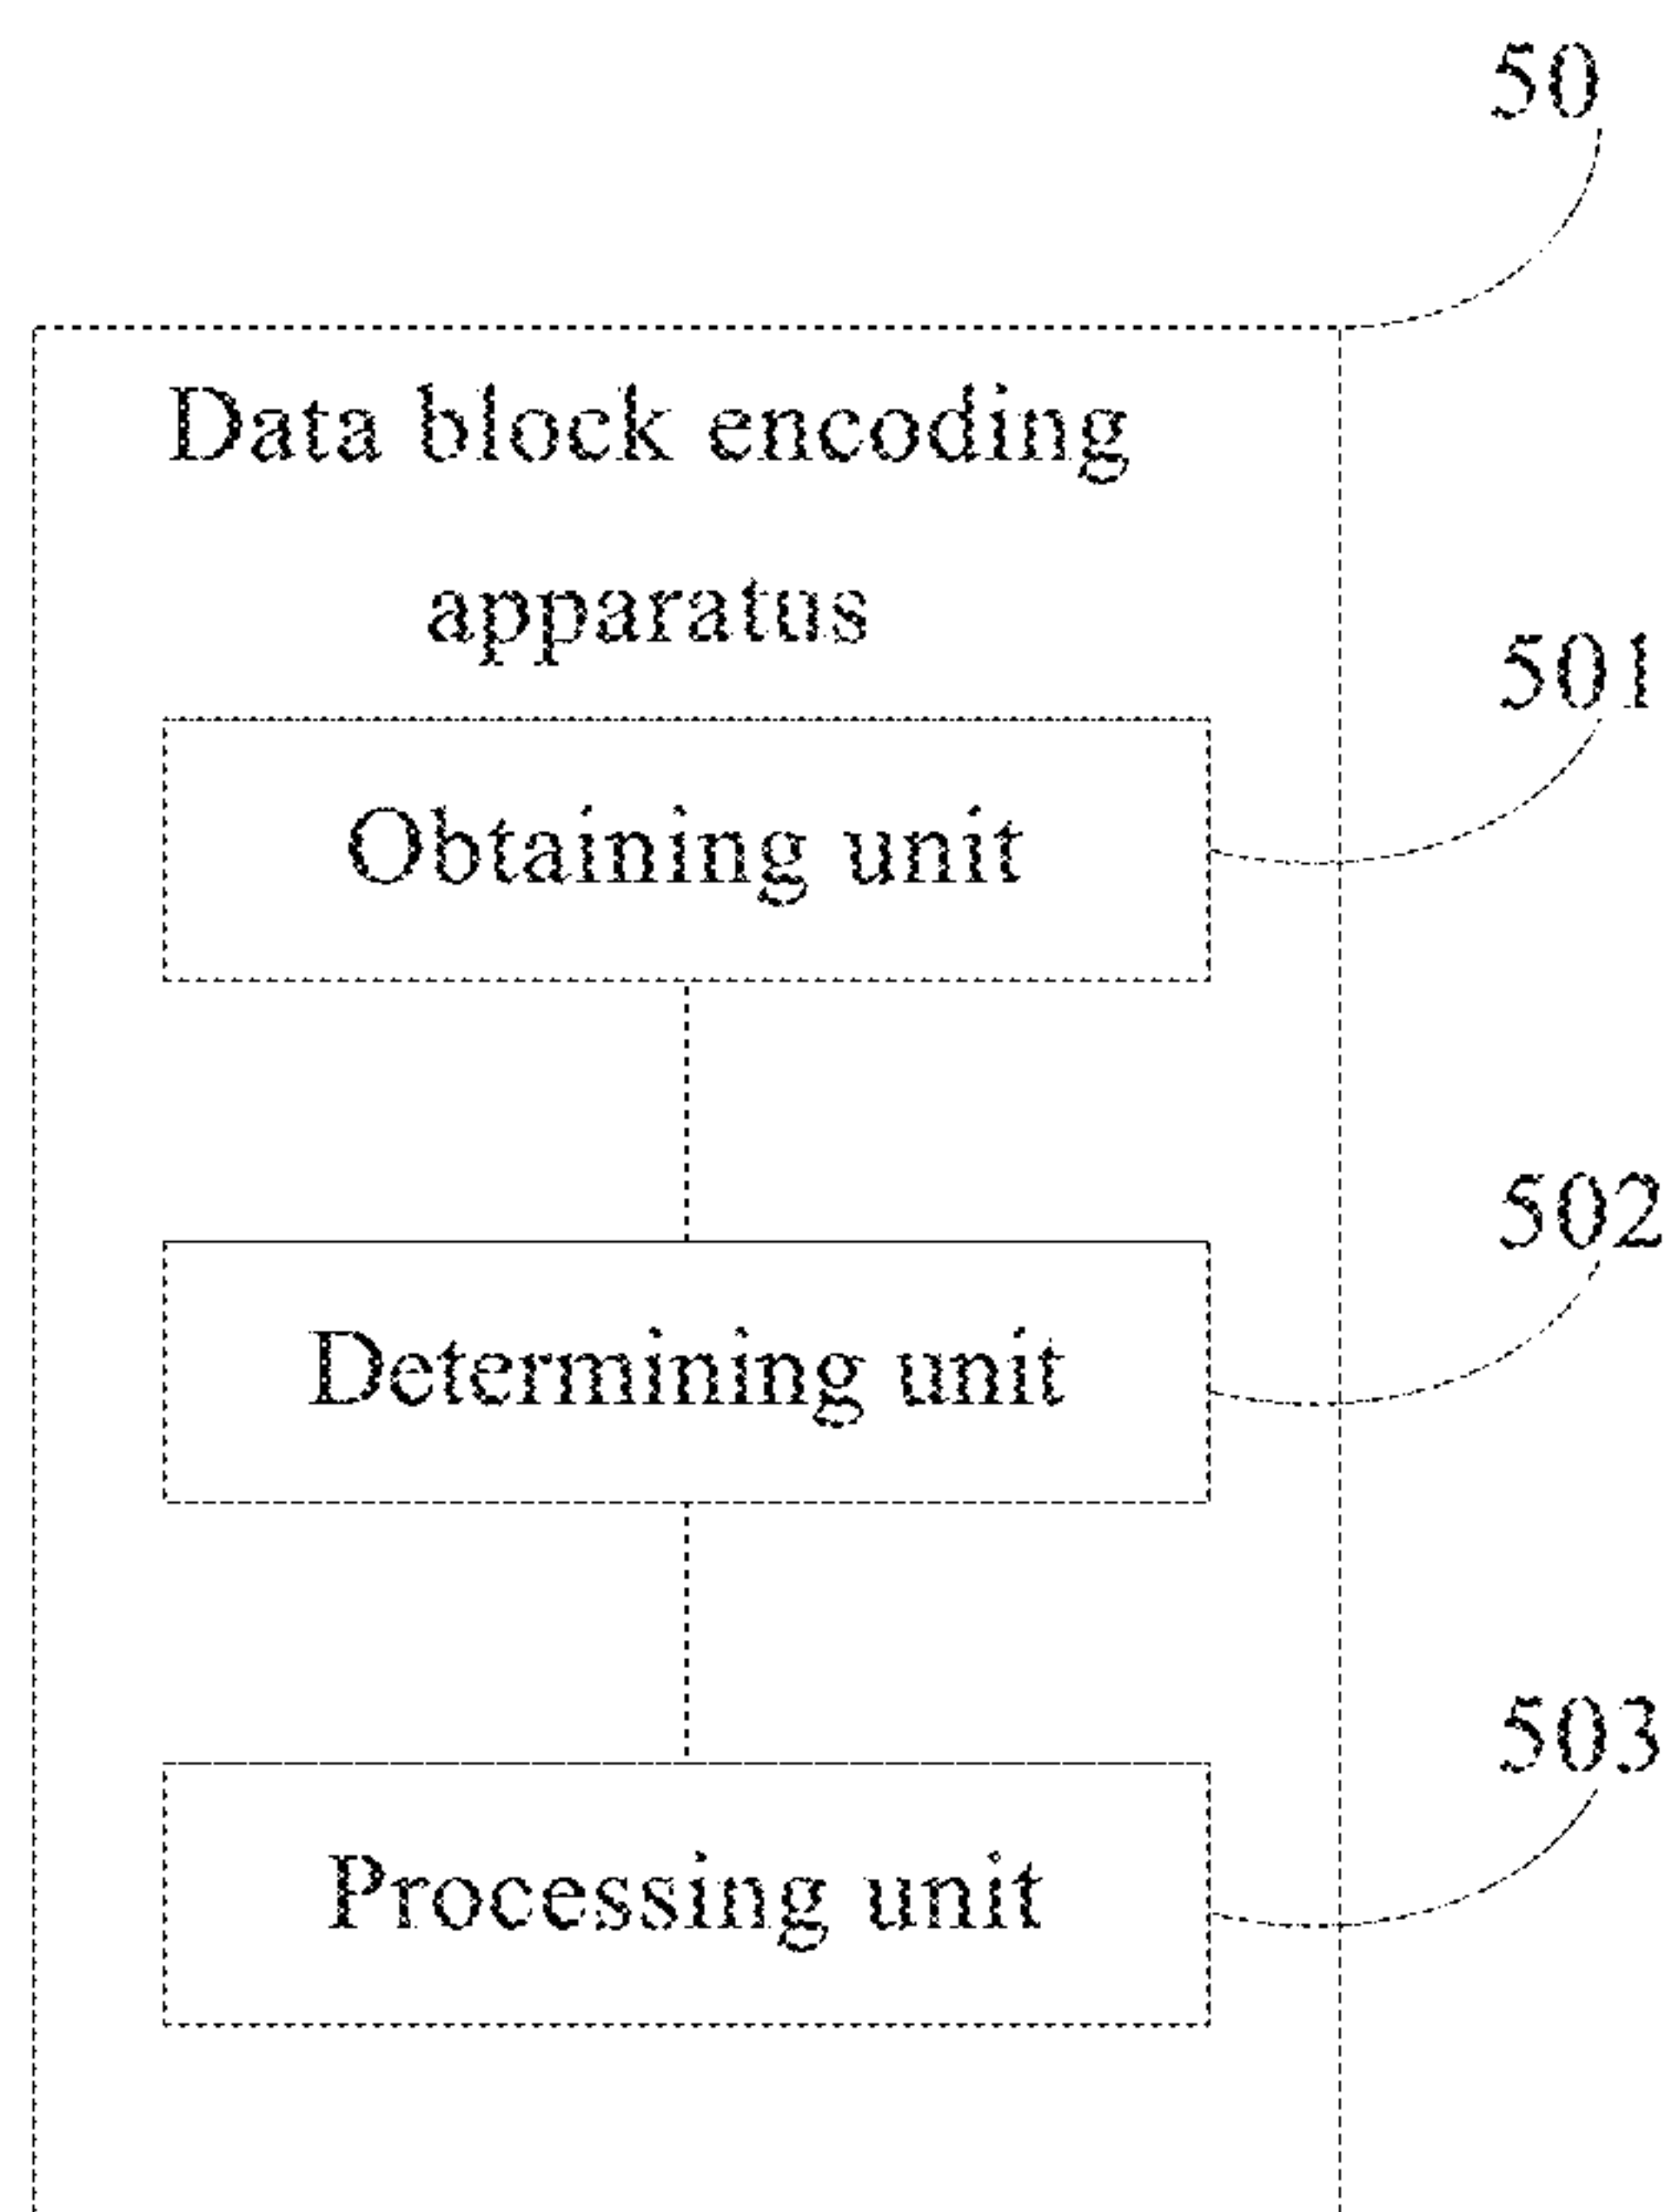 50
Data block encoding
apparatus
501
Obtaining unit
502
Determining unit
503
Processing unit